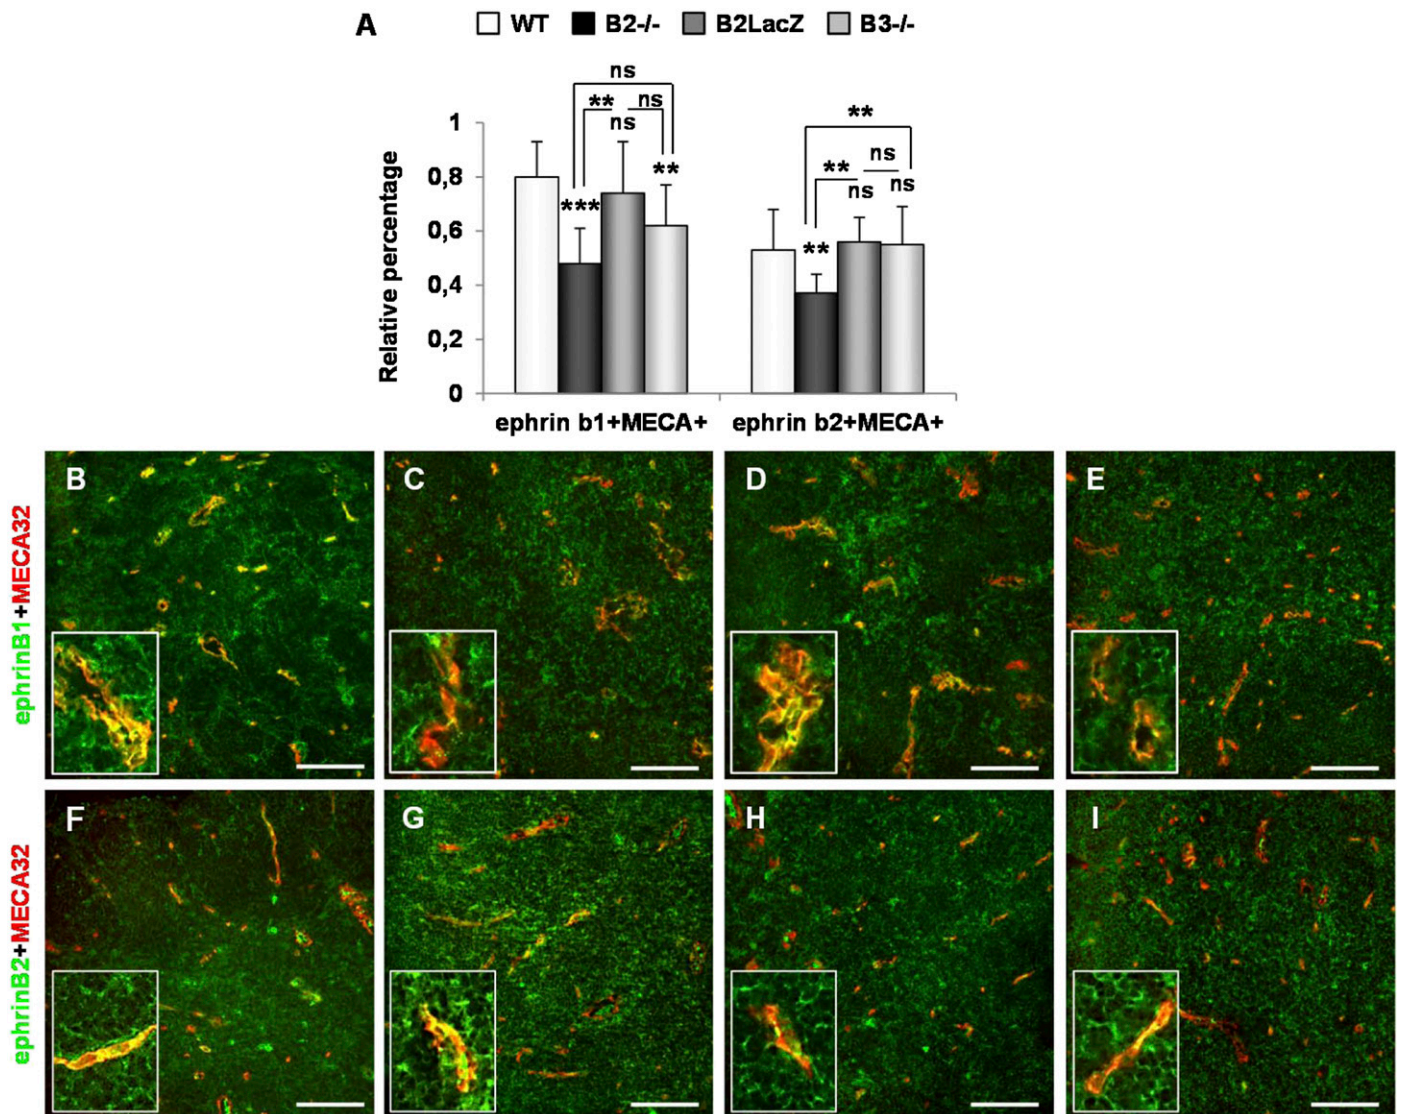 A WT B2-/- B2LacZ B3-/-
ns
** ns
ns
**
***
**
ns
**
ns ns
**
1
0,8
0,6
0,4
0,2
0
Relative percentage
ephrin b1+MECA+ ephrin b2+MECA+
ephrinB1+MECA32
B C D E
ephrinB2+MECA32
F G H I